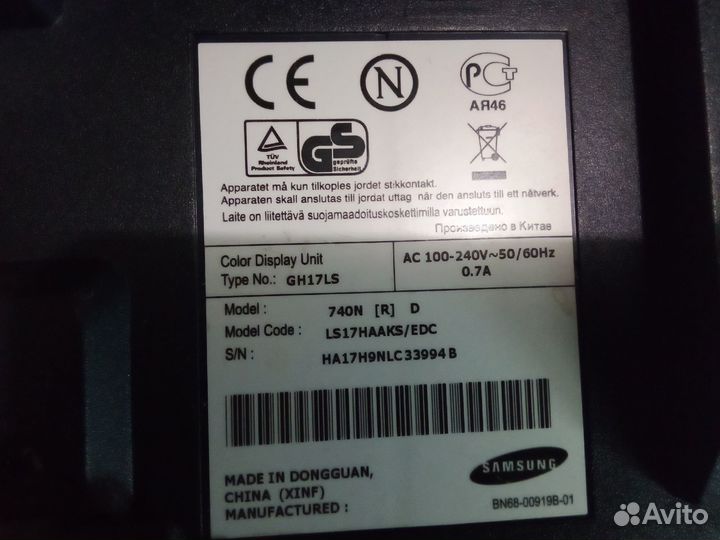 CE N РСТ
АЯ46
TÜV
Rheinland
Product Safety
GS
geprüfte
Sicherheit
Apparatet må kun tilkoples jordet stikkontakt.
Apparaten skall anslutas till jordat uttag når den ansluts till ett nätverk.
Laite on liitettävä suojamaadoituskoskettimilla varustettuun.
Произведено в Китае
Color Display Unit
Type No.: GH17LS
AC 100-240V~50/60Hz
0.7A
Model : 740N [R] D
Model Code : LS17HAAKS/EDC
S/N : HA17H9NLC33994B
MADE IN DONGGUAN,
CHINA (XINF)
MANUFACTURED :
SAMSUNG
BN68-00919B-01
Avito